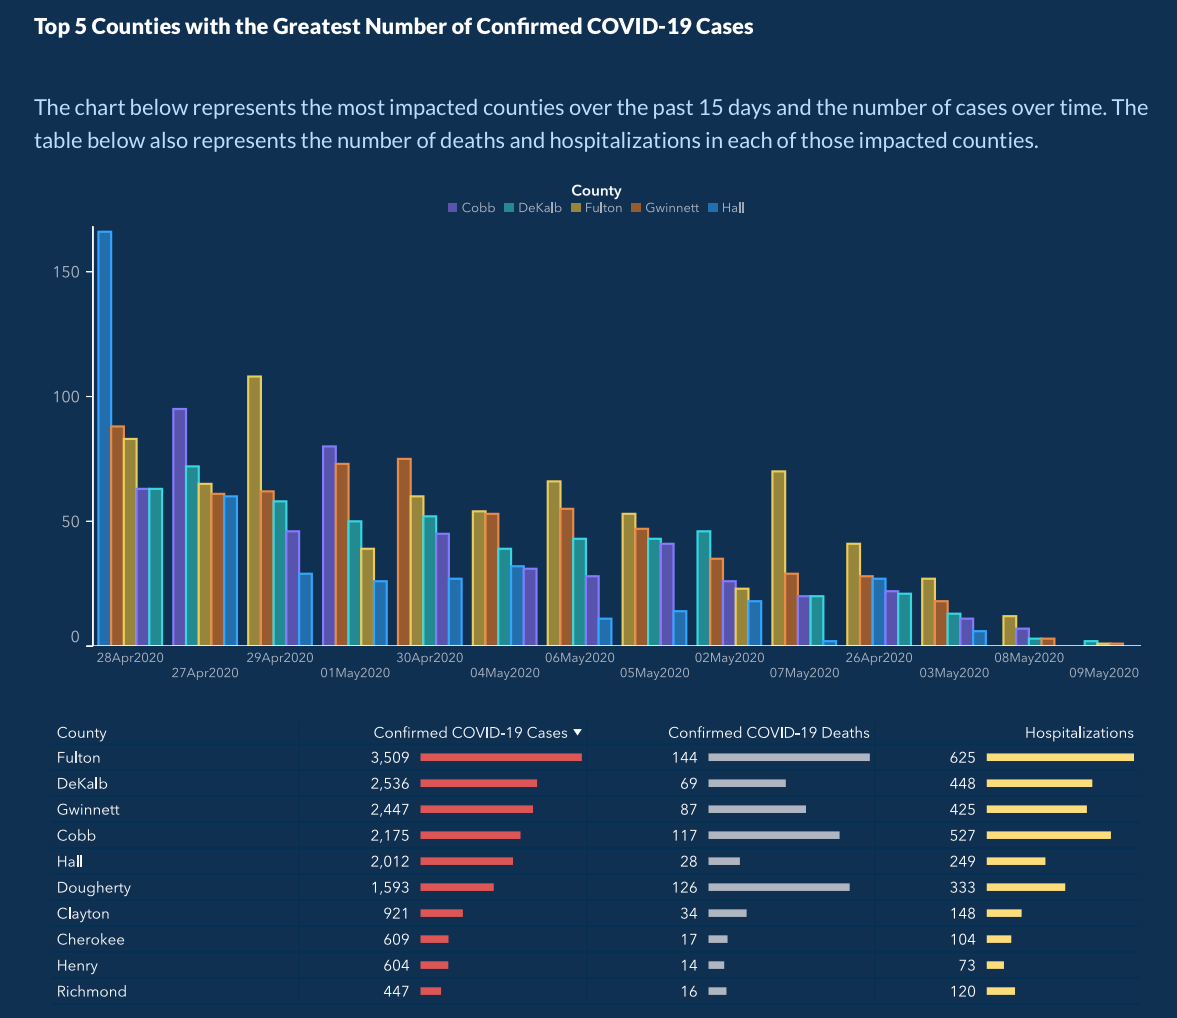 Top 5 Counties with the Greatest Number of Confirmed COVID-19 Cases
The chart below represents the most impacted counties over the past 15 days and the number of cases over time. The
table below also represents the number of deaths and hospitalizations in each of those impacted counties.
County
Cobb DeKalb Fulton Gwinnett Hall
150
100
50
0
28Apr2020 29Apr2020 30Apr2020 06May2020 02May2020 26Apr2020 08May2020
27Apr2020 01May2020 04May2020 05May2020 07May2020 03May2020 09May2020
County Confirmed COVID-19 Cases ▼ Confirmed COVID-19 Deaths Hospitalizations
Fulton 3,509 144 625
DeKalb 2,536 69 448
Gwinnett 2,447 87 425
Cobb 2,175 117 527
Hall 2,012 28 249
Dougherty 1,593 126 333
Clayton 921 34 148
Cherokee 609 17 104
Henry 604 14 73
Richmond 447 16 120